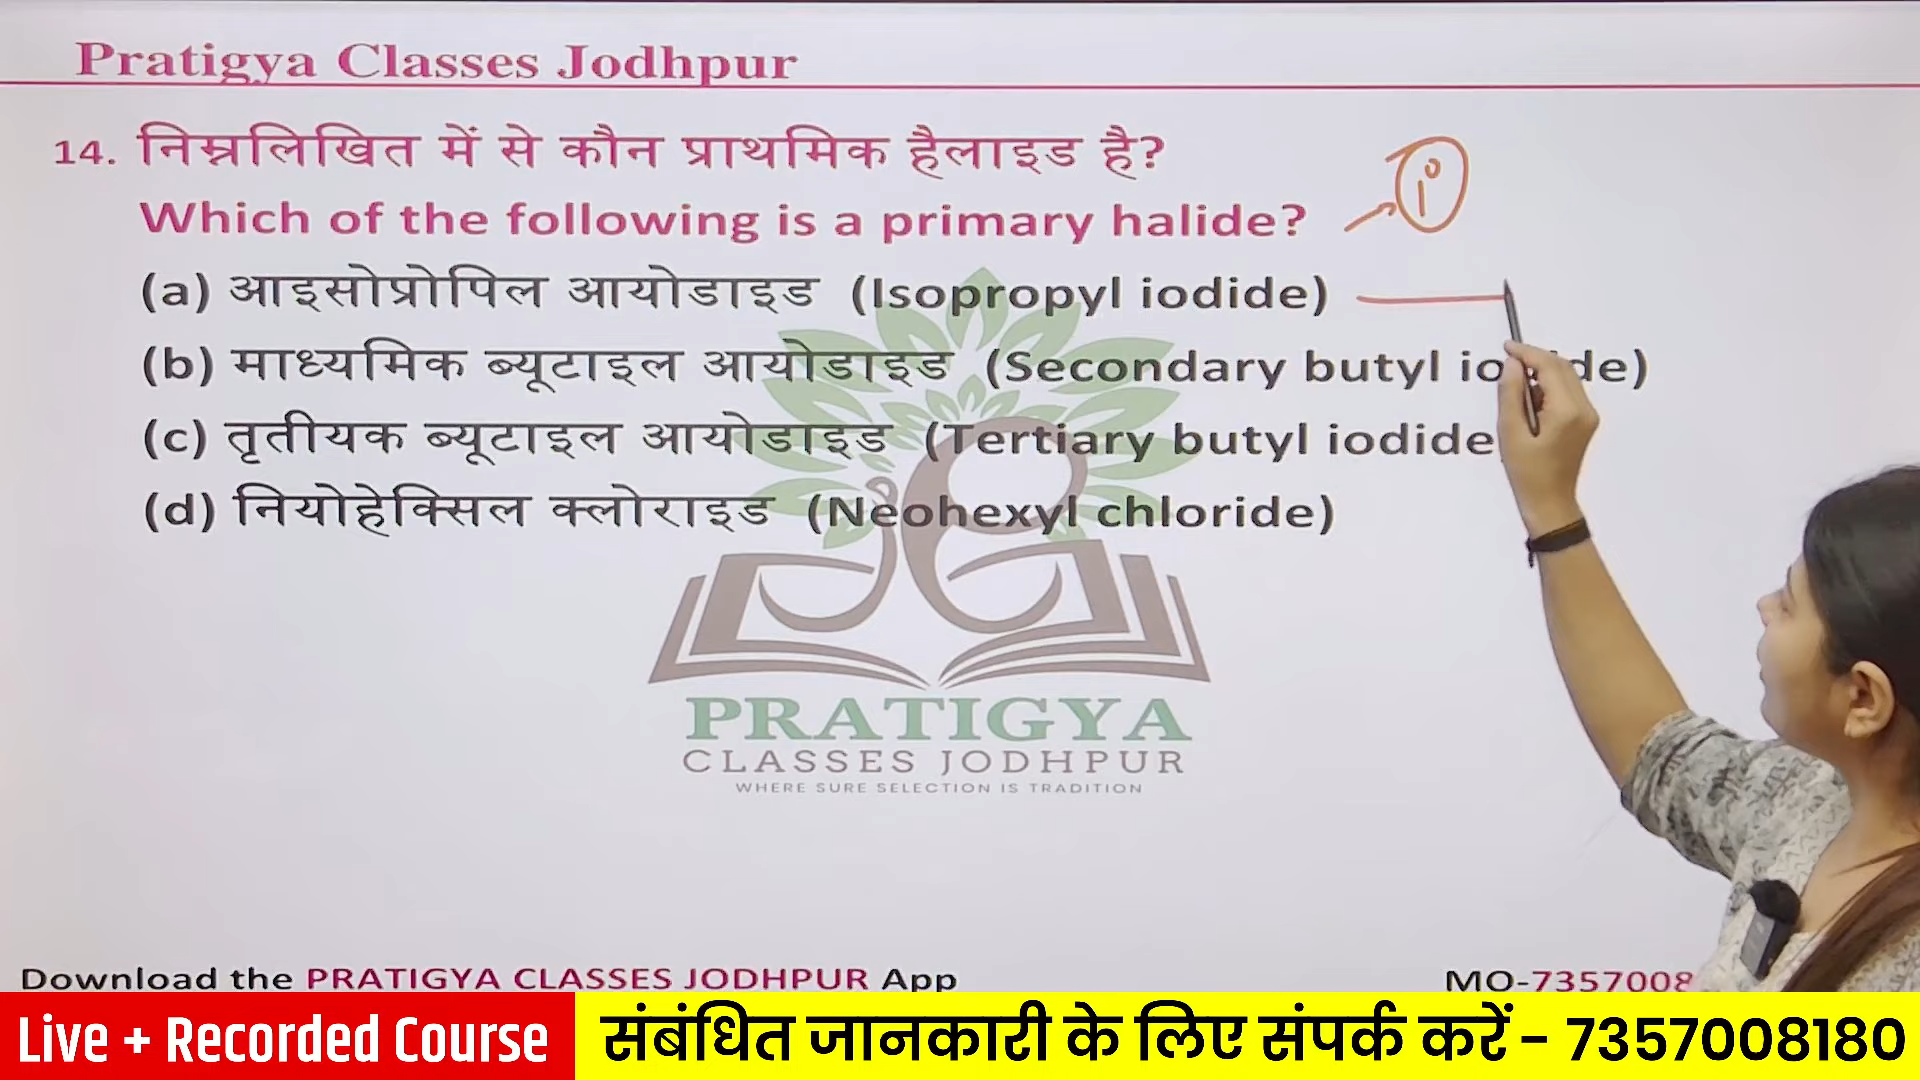 Pratigya Classes Jodhpur
14. निम्नलिखित में से कौन प्राथमिक हैलाइड है?
Which of the following is a primary halide?
1°
(a) आइसोप्रोपिल आयोडाइड (Isopropyl iodide)
(b) माध्यमिक ब्यूटाइल आयोडाइड (Secondary butyl de)
(c) तृतीयक ब्यूटाइल आयोडाइड (Tertiary butyl iodide
(d) नियोहेक्सिल क्लोराइड (Neohexyl chloride)
PRATIGYA
CLASSES JODHPUR
WHERE SURE SELECTION IS TRADITION
Download the PRATIGYA CLASSES JODHPUR App
MO-7357008
Live + Recorded Course
संबंधित जानकारी के लिए संपर्क करें - 7357008180